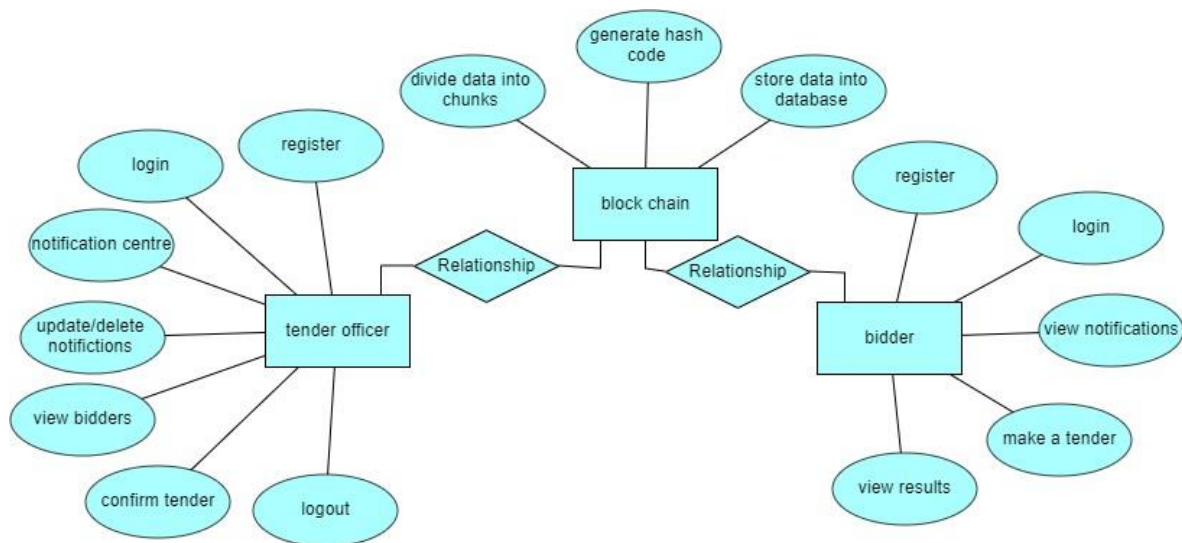 generate hash
code
divide data into
chunks
store data into
database
register
login
block chain
register
login
notification centre
Relationship
Relationship
update/delete
notifictions
tender officer
bidder
view notifications
view bidders
make a tender
confirm tender
logout
view results